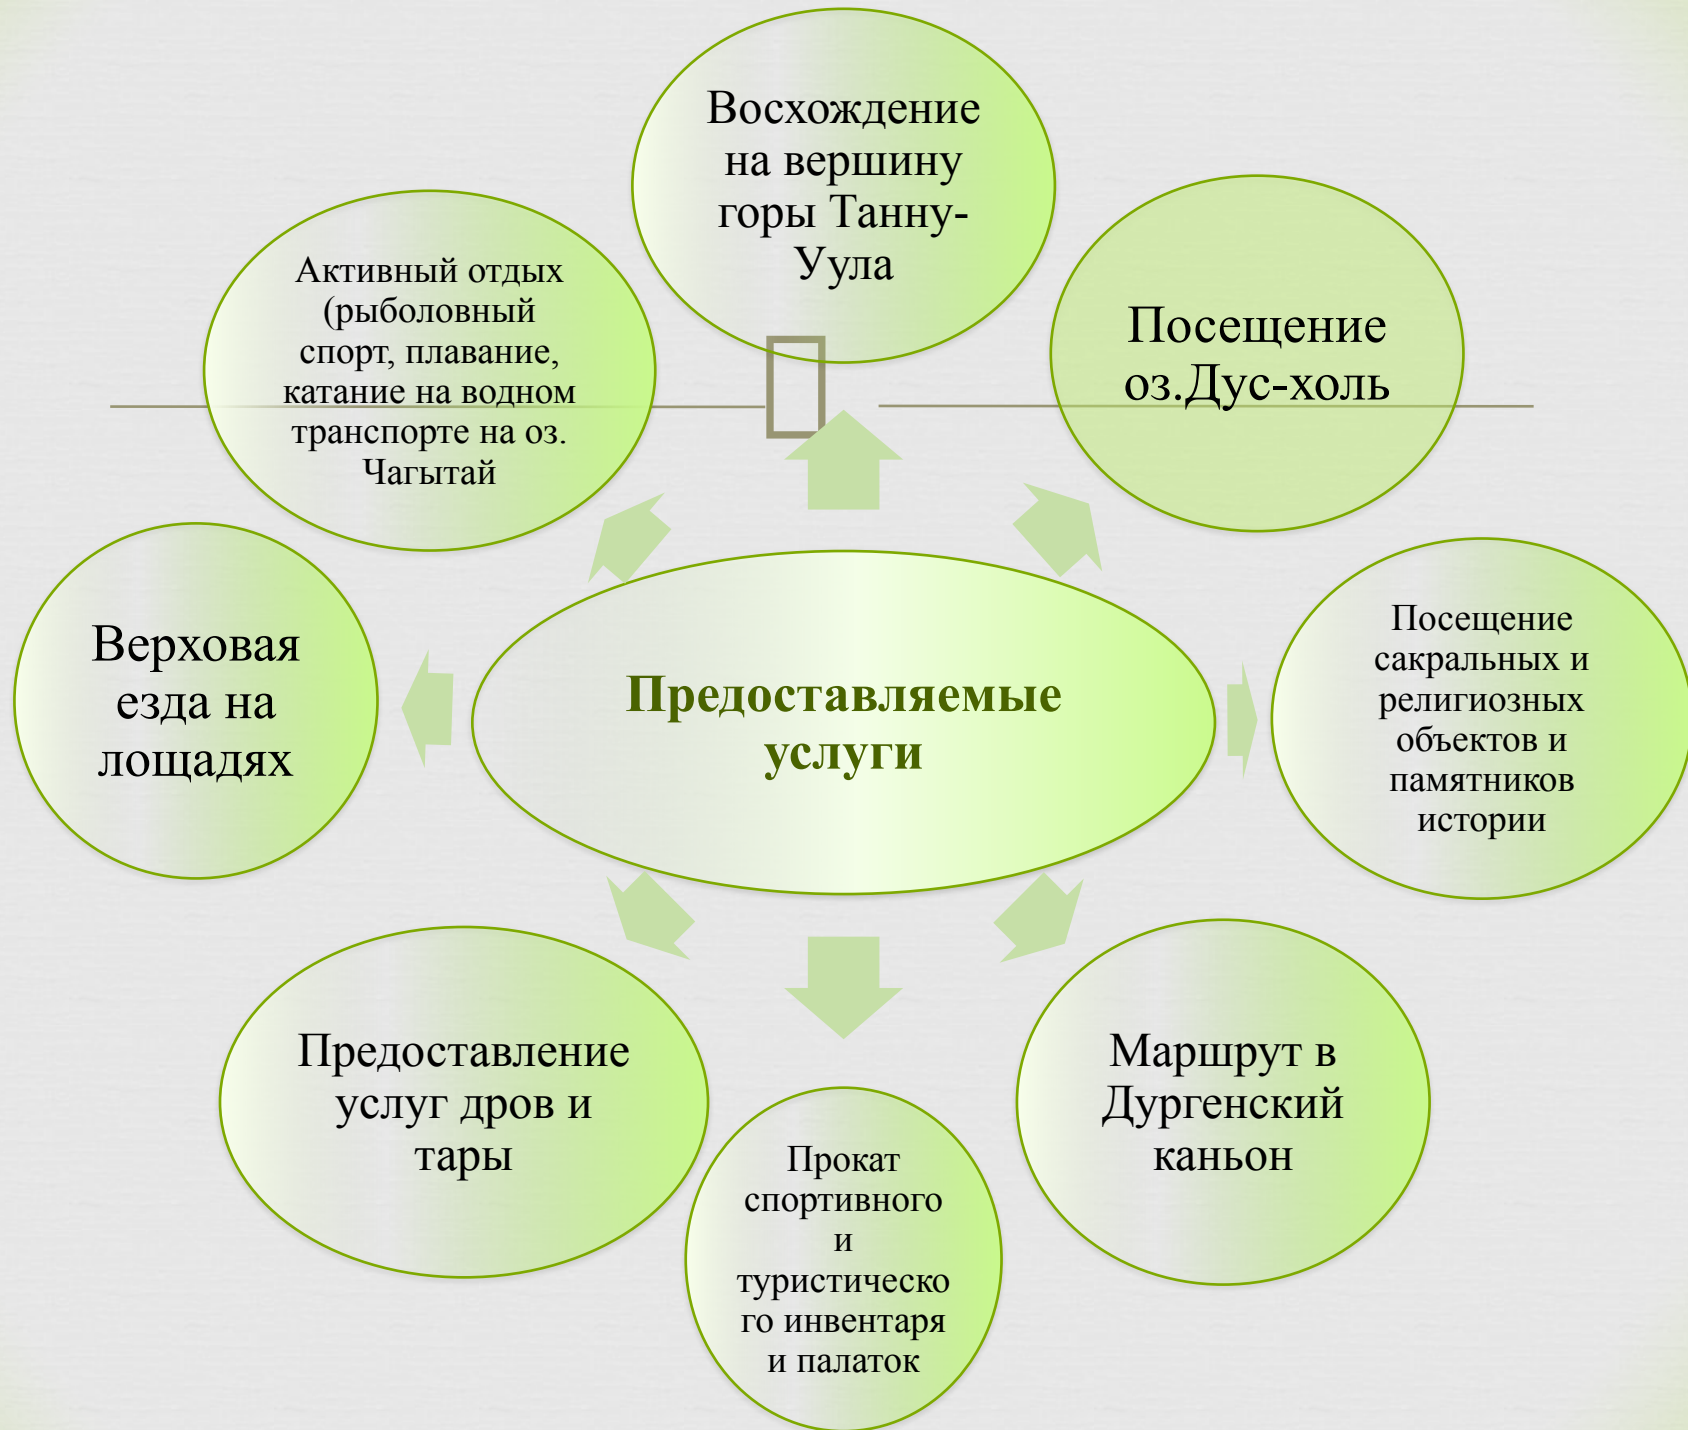 Восхождение
на вершину
горы Танну-
Уула
Посещение
оз.Дус-холь
Посещение
сакральных и
религиозных
объектов и
памятников
истории
Маршрут в
Дургенский
каньон
Прокат
спортивного
и
туристическо
го инвентаря
и палаток
Предоставление
услуг дров и
тары
Верховая
езда на
лощадях
Активный отдых
(рыболовный
спорт, плавание,
катание на водном
транспорте на оз.
Чагытай
Предоставляемые
услуги